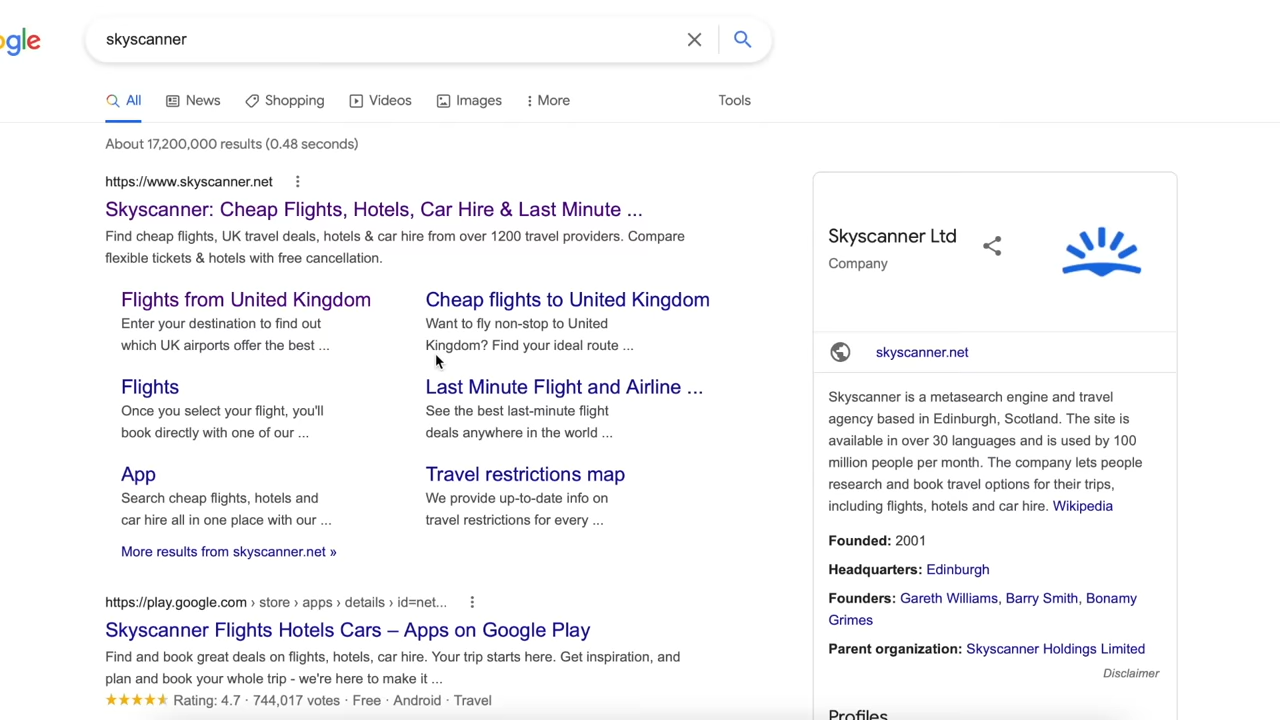 ogle
skyscanner
All
News
Shopping
Videos
Images
More
Tools
About 17,200,000 results (0.48 seconds)
https://www.skyscanner.net
Skyscanner: Cheap Flights, Hotels, Car Hire & Last Minute ...
Find cheap flights, UK travel deals, hotels & car hire from over 1200 travel providers. Compare
flexible tickets & hotels with free cancellation.
Flights from United Kingdom
Enter your destination to find out
which UK airports offer the best ...
Cheap flights to United Kingdom
Want to fly non-stop to United
Kingdom? Find your ideal route ...
Flights
Once you select your flight, you'll
book directly with one of our ...
Last Minute Flight and Airline ...
See the best last-minute flight
deals anywhere in the world ...
App
Search cheap flights, hotels and
car hire all in one place with our ...
Travel restrictions map
We provide up-to-date info on
travel restrictions for every ...
More results from skyscanner.net »
https://play.google.com › store › apps › details › id=net...
Skyscanner Flights Hotels Cars – Apps on Google Play
Find and book great deals on flights, hotels, car hire. Your trip starts here. Get inspiration, and
plan and book your whole trip - we're here to make it ...
Rating: 4.7 · 744,017 votes · Free · Android · Travel
Skyscanner Ltd
Company
skyscanner.net
Skyscanner is a metasearch engine and travel
agency based in Edinburgh, Scotland. The site is
available in over 30 languages and is used by 100
million people per month. The company lets people
research and book travel options for their trips,
including flights, hotels and car hire. Wikipedia
Founded: 2001
Headquarters: Edinburgh
Founders: Gareth Williams, Barry Smith, Bonamy
Grimes
Parent organization: Skyscanner Holdings Limited
Disclaimer
Profiles